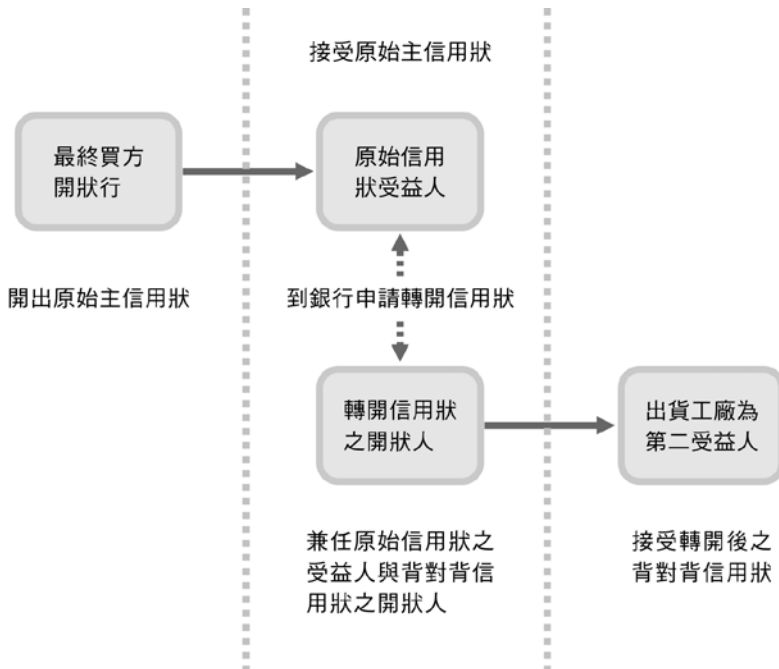 接受原始主信用狀
最終買方
開狀行
原始信用
狀受益人
開出原始主信用狀
到銀行申請轉開信用狀
轉開信用狀
之開狀人
出貨工廠為
第二受益人
兼任原始信用狀之
受益人與背對背信
用狀之開狀人
接受轉開後之
背對背信用狀